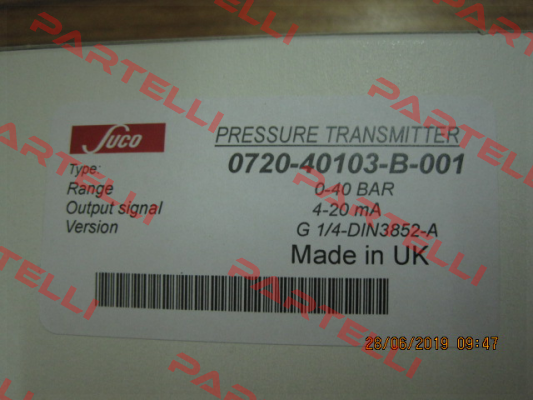 SUCO
PRESSURE TRANSMITTER
Type: 0720-40103-B-001
Range 0-40 BAR
Output signal 4-20 mA
Version G 1/4-DIN3852-A
Made in UK
28/06/2019 09:47
PARTELLI
PARTELLI
PARTELLI
PARTELLI
PARTELLI
PARTELLI